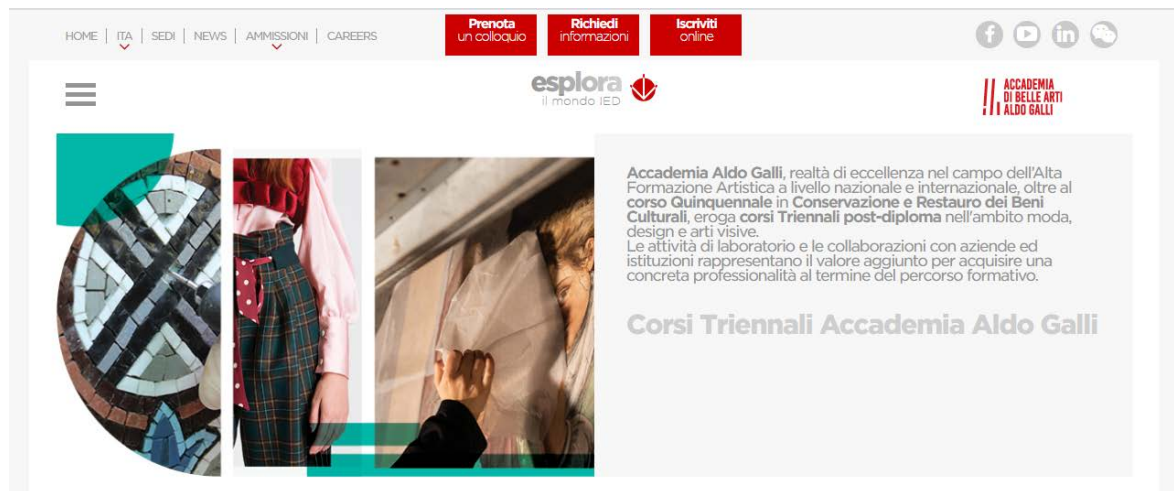 HOME | ITA | SEDI | NEWS | AMMISSIONI | CAREERS
Prenota
un colloquio
Richiedi
informazioni
Iscriviti
online
esplora
il mondo IED
ACCADEMIA
DI BELLE ARTI
ALDO GALLI
Accademia Aldo Galli, realtà di eccellenza nel campo dell'Alta
Formazione Artistica a livello nazionale e internazionale, oltre al
corso Quinquennale in Conservazione e Restauro dei Beni
Culturali, eroga corsi Triennali post-diploma nell'ambito moda,
design e arti visive.
Le attività di laboratorio e le collaborazioni con aziende ed
istituzioni rappresentano il valore aggiunto per acquisire una
concreta professionalità al termine del percorso formativo.
Corsi Triennali Accademia Aldo Galli